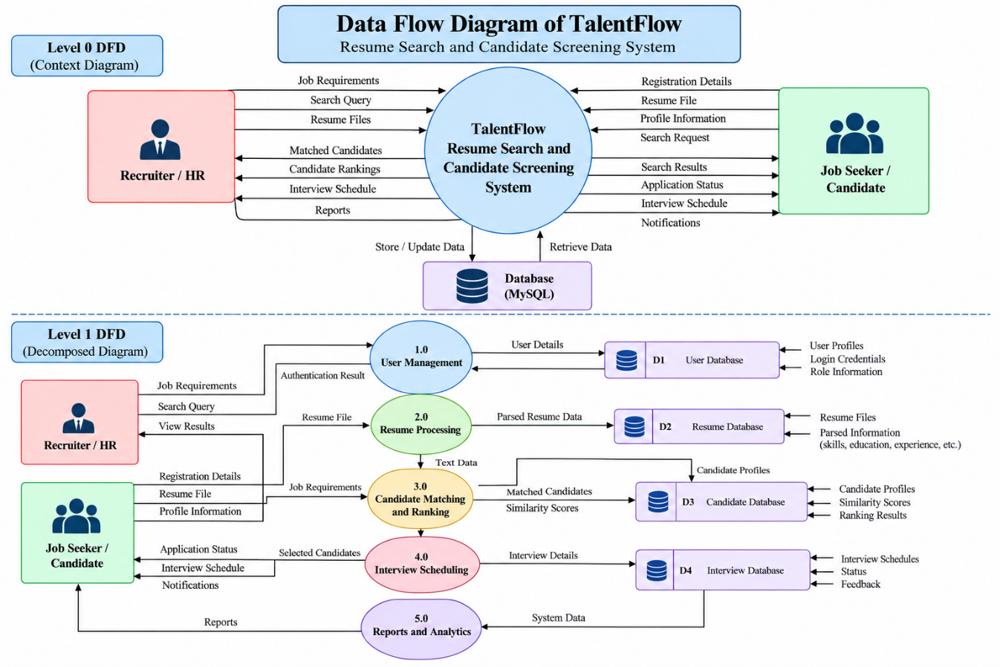 Data Flow Diagram of TalentFlow
Resume Search and Candidate Screening System
Level 0 DFD
(Context Diagram)
Job Requirements
Search Query
Resume Files
Matched Candidates
Candidate Rankings
Interview Schedule
Reports
Recruiter / HR
TalentFlow
Resume Search and
Candidate Screening
System
Registration Details
Resume File
Profile Information
Search Request
Search Results
Application Status
Interview Schedule
Notifications
Job Seeker /
Candidate
Store / Update Data
Retrieve Data
Database
(MySQL)
Level 1 DFD
(Decomposed Diagram)
1.0
User Management
User Details
D1
User Database
User Profiles
Login Credentials
Role Information
Authentication Result
Job Requirements
Search Query
View Results
Recruiter / HR
Resume File
2.0
Resume Processing
Parsed Resume Data
D2
Resume Database
Resume Files
Parsed Information
(skills, education, experience, etc.)
Text Data
Registration Details
Resume File
Profile Information
Job Requirements
3.0
Candidate Matching
and Ranking
Candidate Profiles
Matched Candidates
Similarity Scores
D3
Candidate Database
Candidate Profiles
Similarity Scores
Ranking Results
Job Seeker /
Candidate
Application Status
Interview Schedule
Notifications
Selected Candidates
4.0
Interview Scheduling
Interview Details
D4
Interview Database
Interview Schedules
Status
Feedback
Reports
5.0
Reports and Analytics
System Data